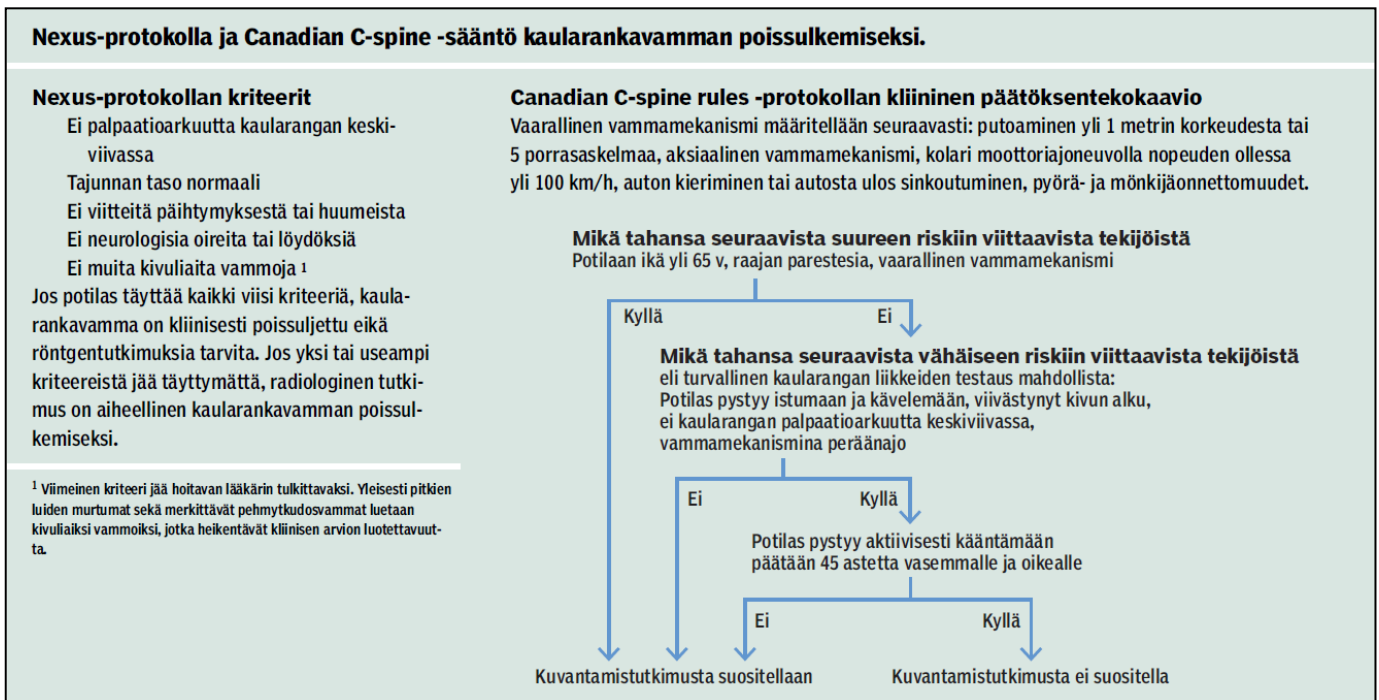 Nexus-protokolla ja Canadian C-spine -sääntö kaularankavamman poissulkemiseksi.
Nexus-protokollan kriteerit
Ei palpaatioarkuutta kaularangan keski-
viivassa
Tajunnan taso normaali
Ei viitteitä päihtymyksestä tai huumeista
Ei neurologisia oireita tai löydöksiä
Ei muita kivuliaita vammoja ¹
Jos potilas täyttää kaikki viisi kriteeriä, kaula-
rankavamma on kliinisesti poissuljettu eikä
röntgentutkimuksia tarvita. Jos yksi tai useampi
kriteereistä jää täyttymättä, radiologinen tutki-
mus on aiheellinen kaularankavamman poissul-
kemiseksi.
¹ Viimeinen kriteeri jää hoitavan lääkärin tulkittavaksi. Yleisesti pitkien
luiden murtumat sekä merkittävät pehmytkudosvammat luetaan
kivuliaiksi vammoiksi, jotka heikentävät kliinisen arvion luotettavuut-
ta.
Canadian C-spine rules -protokollan kliininen päätöksentekokaavio
Vaarallinen vammamekanismi määritellään seuraavasti: putoaminen yli 1 metrin korkeudesta tai
5 porrasaskelmaa, aksiaalinen vammamekanismi, kolari moottoriajoneuvolla nopeuden ollessa
yli 100 km/h, auton kieriminen tai autosta ulos sinkoutuminen, pyörä- ja mönkijäonnettomuudet.
Mikä tahansa seuraavista suureen riskiin viittaavista tekijöistä
Potilaan ikä yli 65 v, raajan parestesia, vaarallinen vammamekanismi
Kyllä
Ei
Mikä tahansa seuraavista vähäiseen riskiin viittaavista tekijöistä
eli turvallinen kaularangan liikkeiden testaus mahdollista:
Potilas pystyy istumaan ja kävelemään, viivästynyt kivun alku,
ei kaularangan palpaatioarkuutta keskiviivassa,
vammamekanismina peräänajo
Ei
Kyllä
Potilas pystyy aktiivisesti kääntämään
päätään 45 astetta vasemmalle ja oikealle
Ei
Kyllä
Kuvantamistutkimusta suositellaan
Kuvantamistutkimusta ei suositella